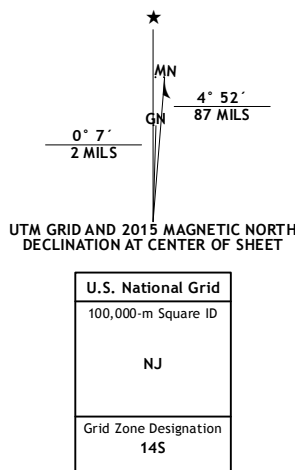 ★
MN
GN
4° 52´
87 MILS
0° 7´
2 MILS
UTM GRID AND 2015 MAGNETIC NORTH
DECLINATION AT CENTER OF SHEET
U.S. National Grid
100,000-m Square ID
NJ
Grid Zone Designation
14S